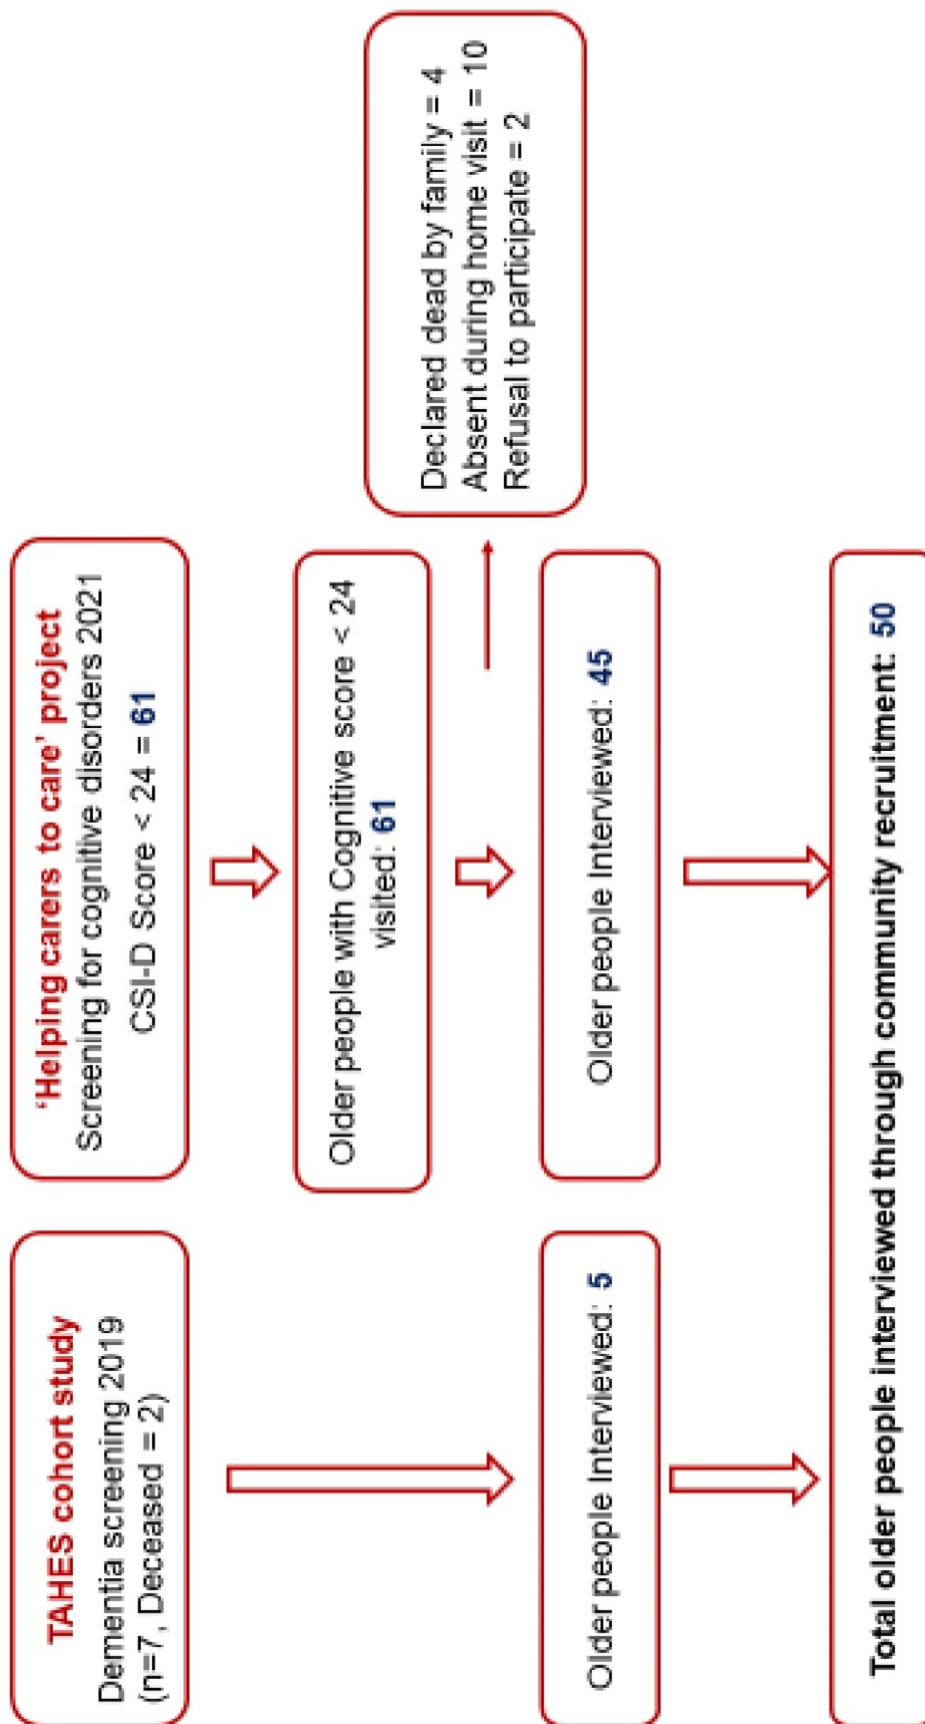 TAHES cohort study
Dementia screening 2019
(n=7, Deceased = 2)
‘Helping carers to care’ project
Screening for cognitive disorders 2021
CSI-D Score < 24 = 61
Older people with Cognitive score < 24
visited: 61
Declared dead by family = 4
Absent during home visit = 10
Refusal to participate = 2
Older people Interviewed: 5
Older people Interviewed: 45
Total older people interviewed through community recruitment: 50